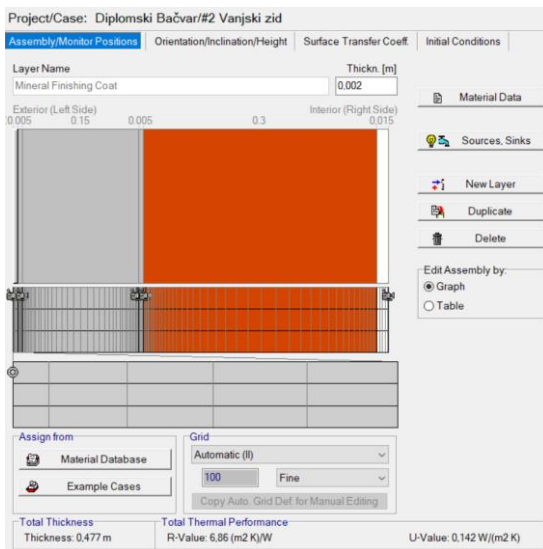 Project/Case: Diplomski Bačvar/#2 Vanjski zid
Assembly/Monitor Positions Orientation/Inclination/Height Surface Transfer Coeff. Initial Conditions
Layer Name Thickn. [m]
Mineral Finishing Coat 0.002
Exterior (Left Side) Interior (Right Side)
0.005 0.15 0.005 0.3 0.015
Material Data
Sources, Sinks
New Layer
Duplicate
Delete
Edit Assembly by:
Graph
Table
Assign from
Material Database
Example Cases
Grid
Automatic (II)
100 Fine
Copy Auto. Grid Def. for Manual Editing
Total Thickness
Thickness: 0,477 m
Total Thermal Performance
R-Value: 6,86 (m2 K)/W U-Value: 0,142 W/(m2 K)